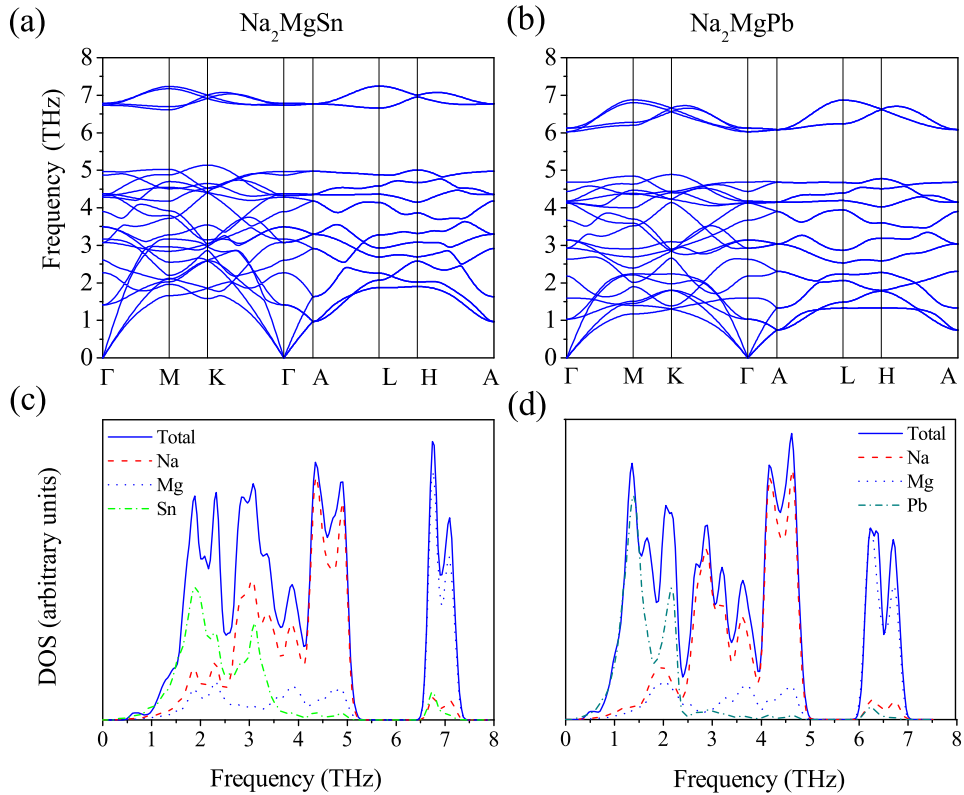 (a) Na₂MgSn (b) Na₂MgPb
8 8
7 7
6 6
5 5
4 4
3 3
2 2
1 1
0 0
Frequency (THz)
Γ M K Γ A L H A Γ M K Γ A L H A
(c) (d)
Total
Na
Mg
Sn
Total
Na
Mg
Pb
DOS (arbitrary units)
0 1 2 3 4 5 6 7 8 0 1 2 3 4 5 6 7 8
Frequency (THz) Frequency (THz)